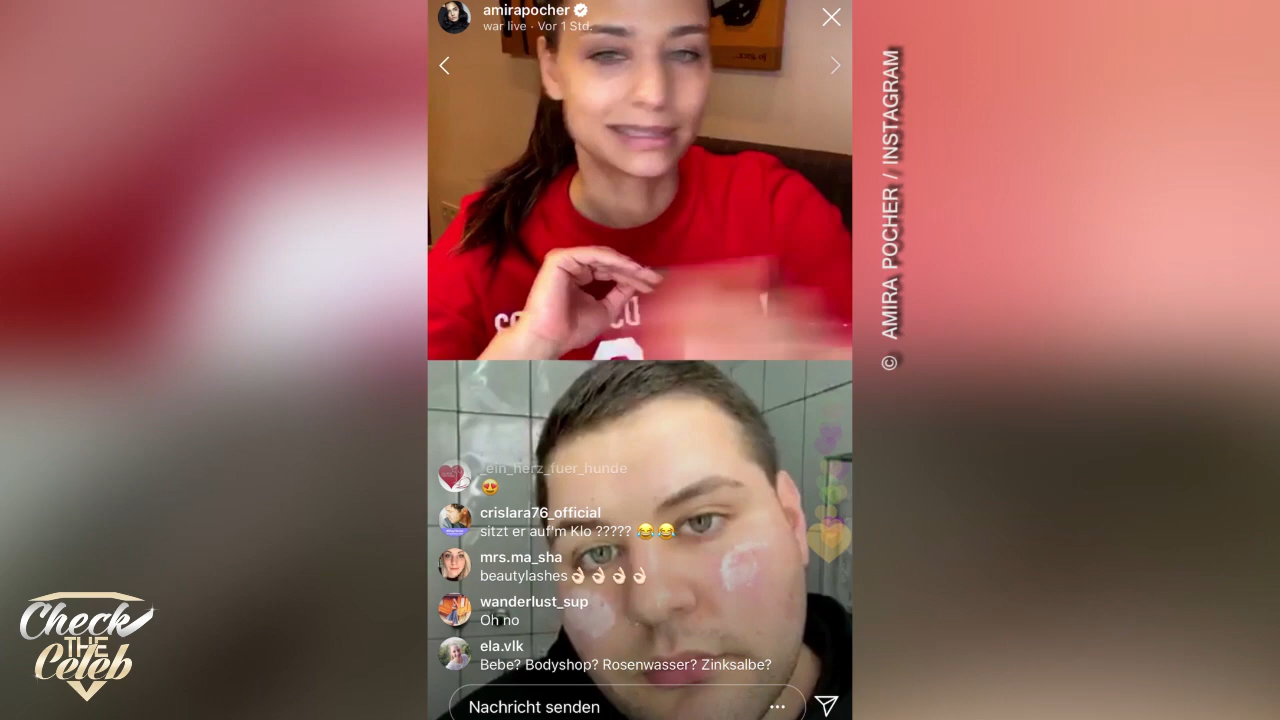 amirapocher
war live · Vor 1 Std.
_ein_herz_fuer_hunde
😍
crislara76_official
sitzt er auf'm Klo ????? 😂😂
mrs.ma_sha
beautylashes👌🏻👌🏻👌🏻👌🏻
wanderlust_sup
Oh no
ela.vlk
Bebe? Bodyshop? Rosenwasser? Zinksalbe?
Nachricht senden
© AMIRA POCHER / INSTAGRAM
Check
THE
Celeb